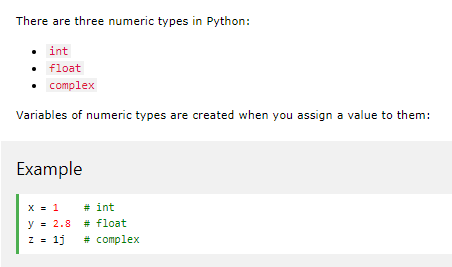 There are three numeric types in Python:
• int
• float
• complex
Variables of numeric types are created when you assign a value to them:
Example
x = 1    # int
y = 2.8  # float
z = 1j   # complex